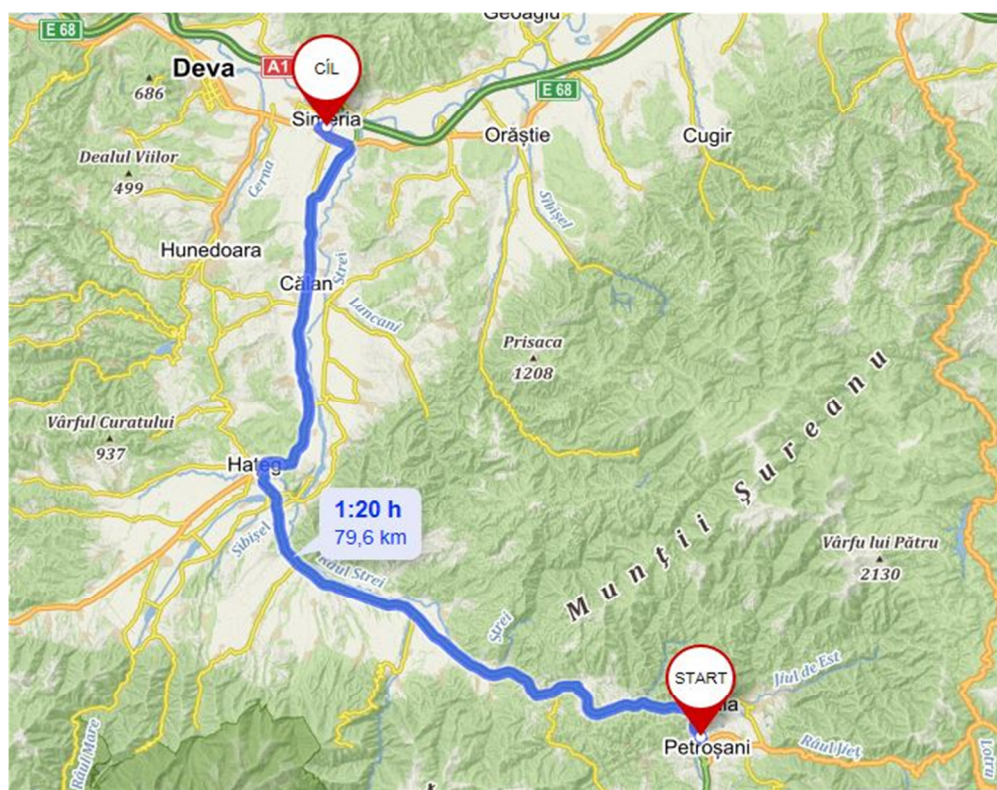 Geoagiu
E 68
Deva
A1
CÍL
E 68
686
Simeria
Orăștie
Cugir
Dealul Viilor
499
Cerna
Sibișel
Hunedoara
Strei
Călan
Luncani
Prisaca
1208
Munții Șureanu
Vârful Curatului
937
Hațeg
1:20 h
79,6 km
Sibișel
Râul Strei
Vârfu lui Pătru
2130
Strei
START
Jiul de Est
Petroșani
Râul Jieț
Râul Mare
Lotru